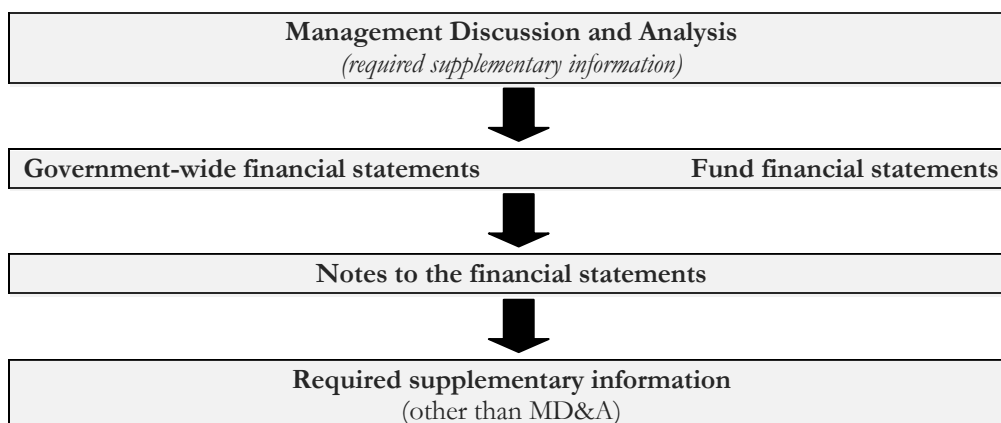 Management Discussion and Analysis
(required supplementary information)
Government-wide financial statements Fund financial statements
Notes to the financial statements
Required supplementary information
(other than MD&A)